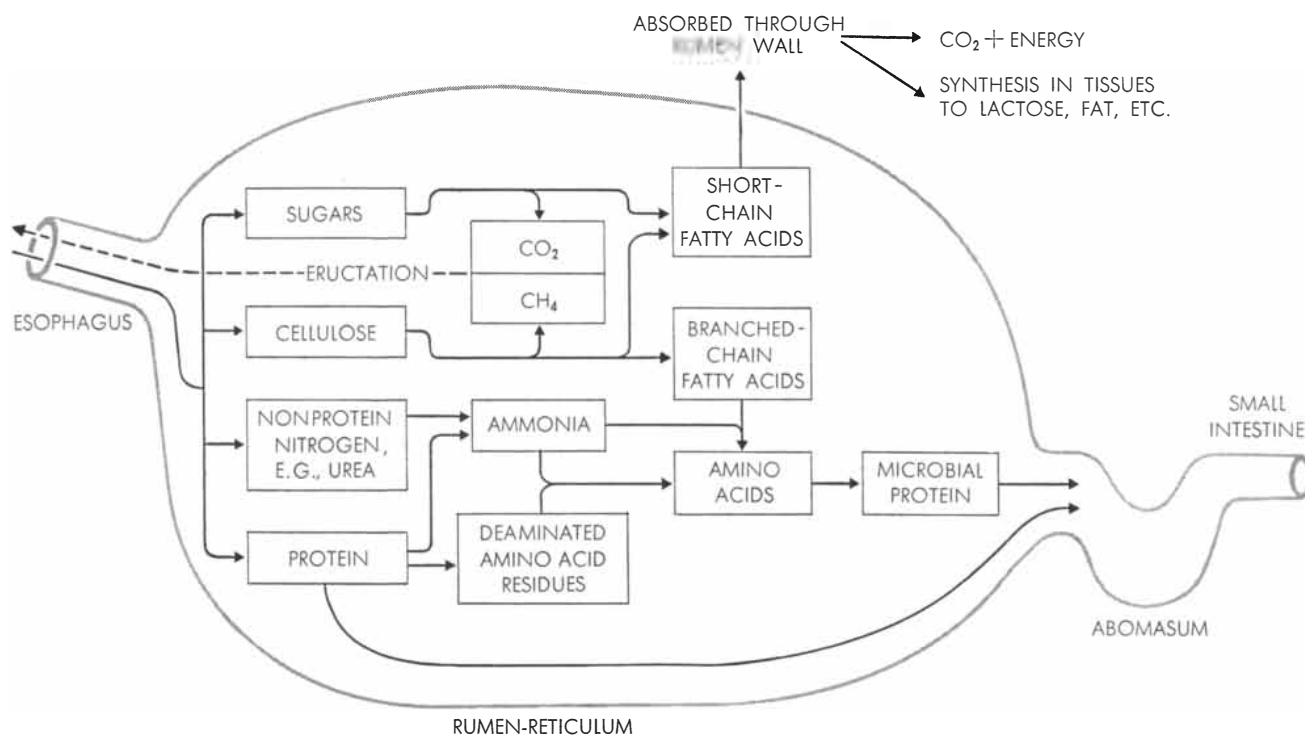 ABSORBED THROUGH
RUMEN WALL
CO₂+ENERGY
SYNTHESIS IN TISSUES
TO LACTOSE, FAT, ETC.
SUGARS
SHORT-
CHAIN
FATTY ACIDS
CO₂
ERUCTATION
CH₄
ESOPHAGUS
CELLULOSE
BRANCHED-
CHAIN
FATTY ACIDS
NONPROTEIN
NITROGEN,
E.G., UREA
AMMONIA
SMALL
INTESTINE
AMINO
ACIDS
MICROBIAL
PROTEIN
PROTEIN
DEAMINATED
AMINO ACID
RESIDUES
ABOMASUM
RUMEN-RETICULUM